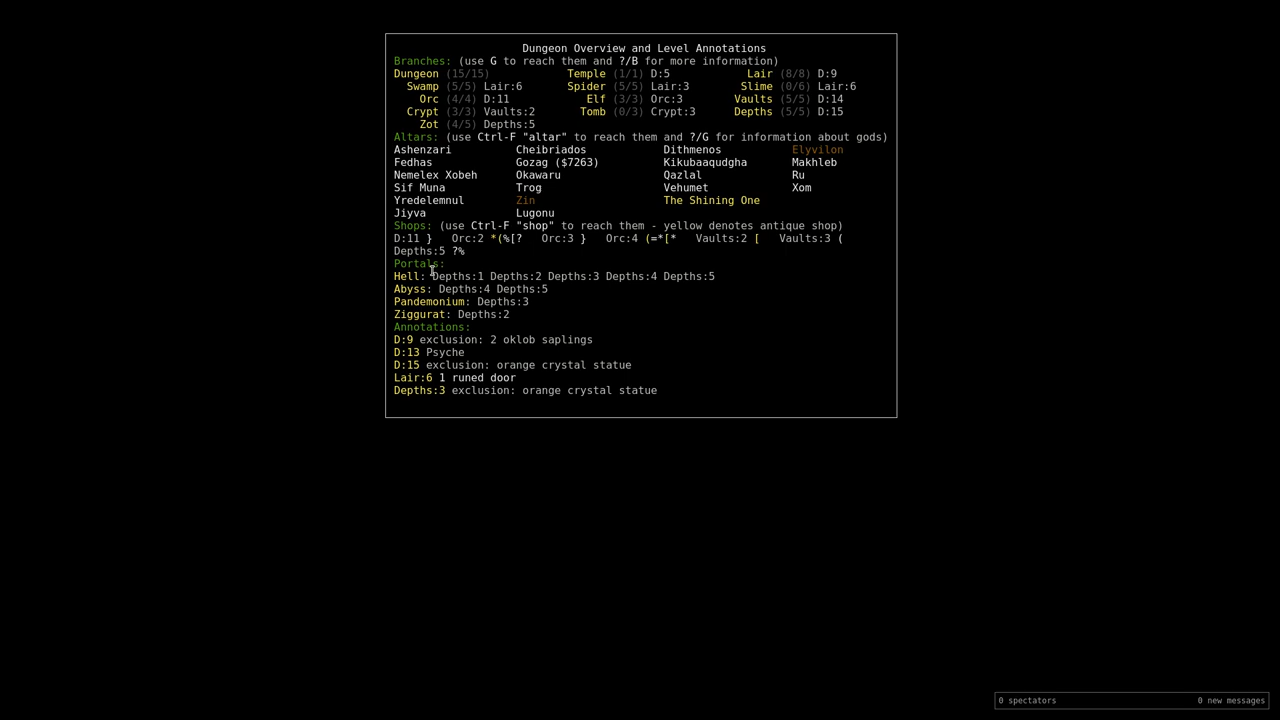 Dungeon Overview and Level Annotations
Branches: (use G to reach them and ?/B for more information)
Dungeon (15/15) Temple (1/1) D:5 Lair (8/8) D:9
Swamp (5/5) Lair:6 Spider (5/5) Lair:3 Slime (0/6) Lair:6
Orc (4/4) D:11 Elf (3/3) Orc:3 Vaults (5/5) D:14
Crypt (3/3) Vaults:2 Tomb (0/3) Crypt:3 Depths (5/5) D:15
Zot (4/5) Depths:5
Altars: (use Ctrl-F "altar" to reach them and ?/G for information about gods)
Ashenzari Cheibriados Dithmenos Elyvilon
Fedhas Gozag ($7263) Kikubaaqudgha Makhleb
Nemelex Xobeh Okawaru Qazlal Ru
Sif Muna Trog Vehumet Xom
Yredelemnul Zin The Shining One
Jiyva Lugonu
Shops: (use Ctrl-F "shop" to reach them - yellow denotes antique shop)
D:11 } Orc:2 *(%[? Orc:3 } Orc:4 (=*[* Vaults:2 [ Vaults:3 (
Depths:5 ?%
Portals:
Hell: Depths:1 Depths:2 Depths:3 Depths:4 Depths:5
Abyss: Depths:4 Depths:5
Pandemonium: Depths:3
Ziggurat: Depths:2
Annotations:
D:9 exclusion: 2 oklob saplings
D:13 Psyche
D:15 exclusion: orange crystal statue
Lair:6 1 runed door
Depths:3 exclusion: orange crystal statue
0 spectators 0 new messages